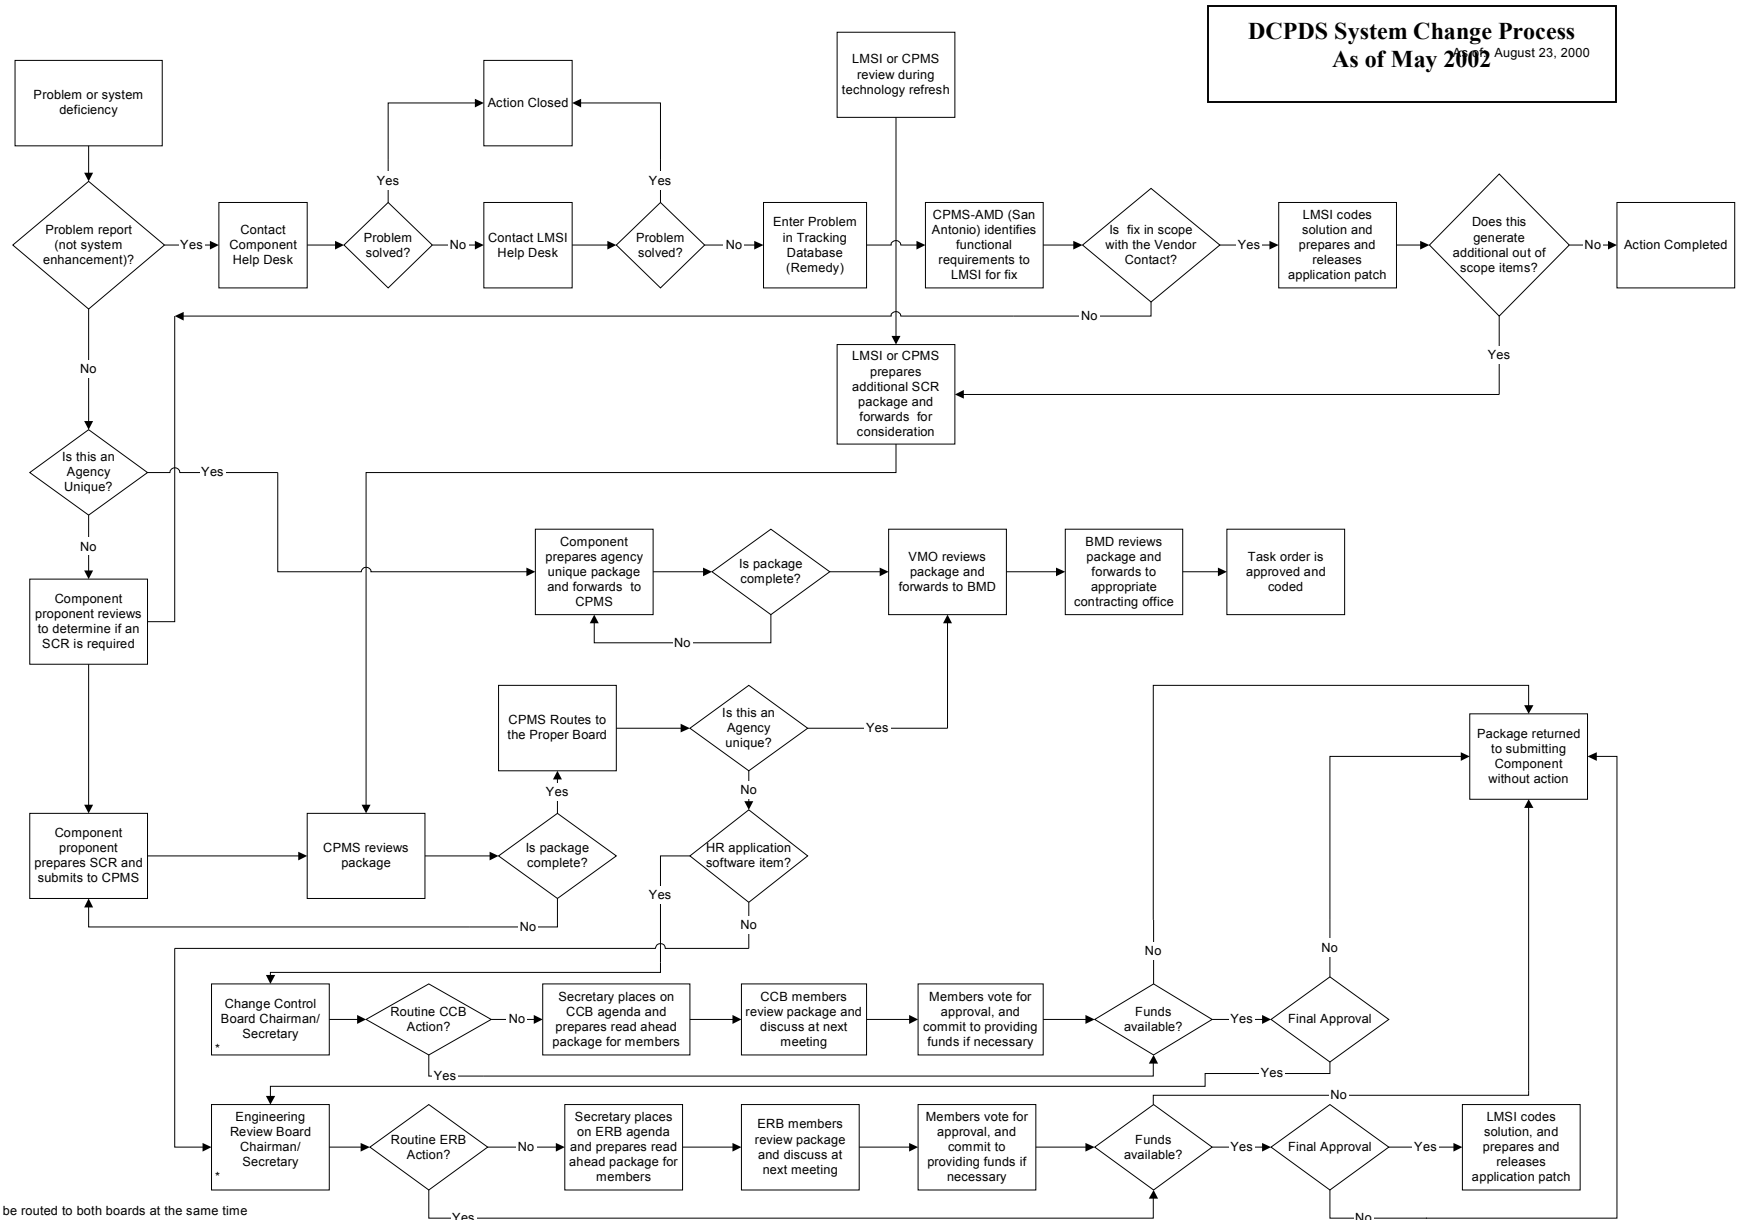 DCPDS System Change Process
As of May 2002
As of: August 23, 2000
Problem or system
deficiency
Action Closed
LMSI or CPMS
review during
technology refresh
Yes
Yes
Problem report
(not system
enhancement)?
Yes
Contact
Component
Help Desk
Problem
solved?
No
Contact LMSI
Help Desk
Problem
solved?
No
Enter Problem
in Tracking
Database
(Remedy)
CPMS-AMD (San
Antonio) identifies
functional
requirements to
LMSI for fix
Is fix in scope
with the Vendor
Contact?
Yes
LMSI codes
solution and
prepares and
releases
application patch
Does this
generate
additional out of
scope items?
No
Action Completed
No
No
Yes
LMSI or CPMS
prepares
additional SCR
package and
forwards for
consideration
Is this an
Agency
Unique?
Yes
No
Component
prepares agency
unique package
and forwards to
CPMS
Is package
complete?
VMO reviews
package and
forwards to BMD
BMD reviews
package and
forwards to
appropriate
contracting office
Task order is
approved and
coded
No
Component
proponent reviews
to determine if an
SCR is required
CPMS Routes to
the Proper Board
Is this an
Agency
unique?
Yes
Package returned
to submitting
Component
without action
Yes
No
Component
proponent
prepares SCR and
submits to CPMS
CPMS reviews
package
Is package
complete?
HR application
software item?
No
Yes
No
No
No
Change Control
Board Chairman/
Secretary
*
Routine CCB
Action?
No
Secretary places on
CCB agenda and
prepares read ahead
package for members
CCB members
review package and
discuss at next
meeting
Members vote for
approval, and
commit to providing
funds if necessary
Funds
available?
Yes
Final Approval
Yes
Yes
No
Engineering
Review Board
Chairman/
Secretary
*
Routine ERB
Action?
No
Secretary places
on ERB agenda
and prepares read
ahead package for
members
ERB members
review package
and discuss at
next meeting
Members vote for
approval, and
commit to
providing funds if
necessary
Funds
available?
Yes
Final Approval
Yes
LMSI codes
solution, and
prepares and
releases
application patch
be routed to both boards at the same time
Yes
No